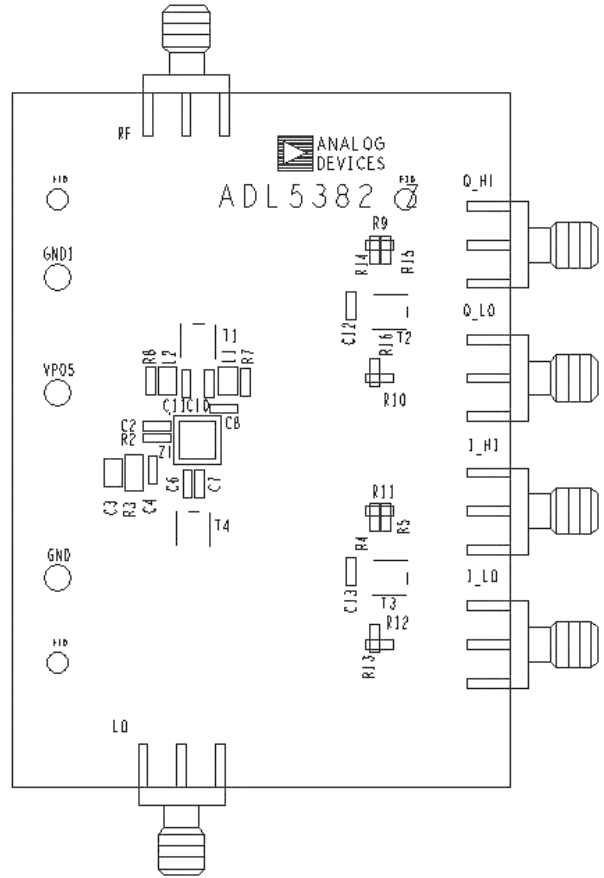 RF
ANALOG
DEVICES
FID
FID
ADL5382
Z
Q_HI
R9
GND1
R14
R15
Q_LO
C12
T1
T2
R16
R8
L2
L1
R7
VPOS
R10
C11
C10
C8
C2
R2
Z1
I_HI
C3
R3
C4
C6
C7
R11
T4
R4
R5
GND
I_LO
C13
T3
R12
FID
R13
LO